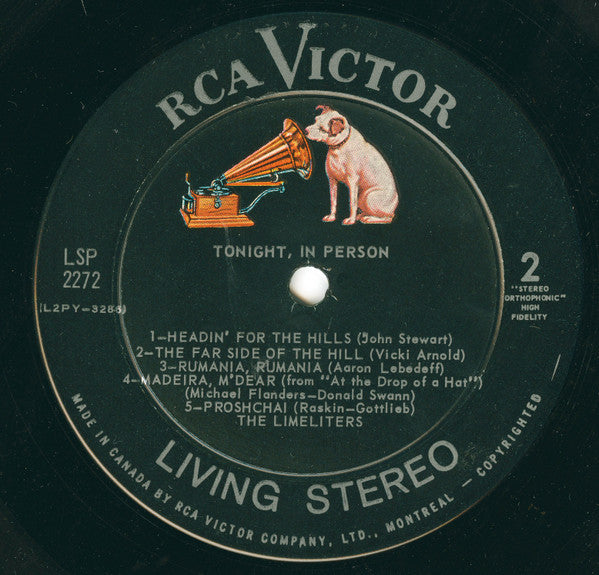 RCA VICTOR
TONIGHT, IN PERSON
LSP
2272
(L2PY-3286)
2
"STEREO
ORTHOPHONIC"
HIGH
FIDELITY
1-HEADIN' FOR THE HILLS (John Stewart)
2-THE FAR SIDE OF THE HILL (Vicki Arnold)
3-RUMANIA, RUMANIA (Aaron Lebedeff)
4-MADEIRA, M'DEAR (from "At the Drop of a Hat")
(Michael Flanders-Donald Swann)
5-PROSHCHAI (Raskin-Gottlieb)
THE LIMELITERS
LIVING STEREO
MADE IN CANADA BY RCA VICTOR COMPANY, LTD., MONTREAL - COPYRIGHTED